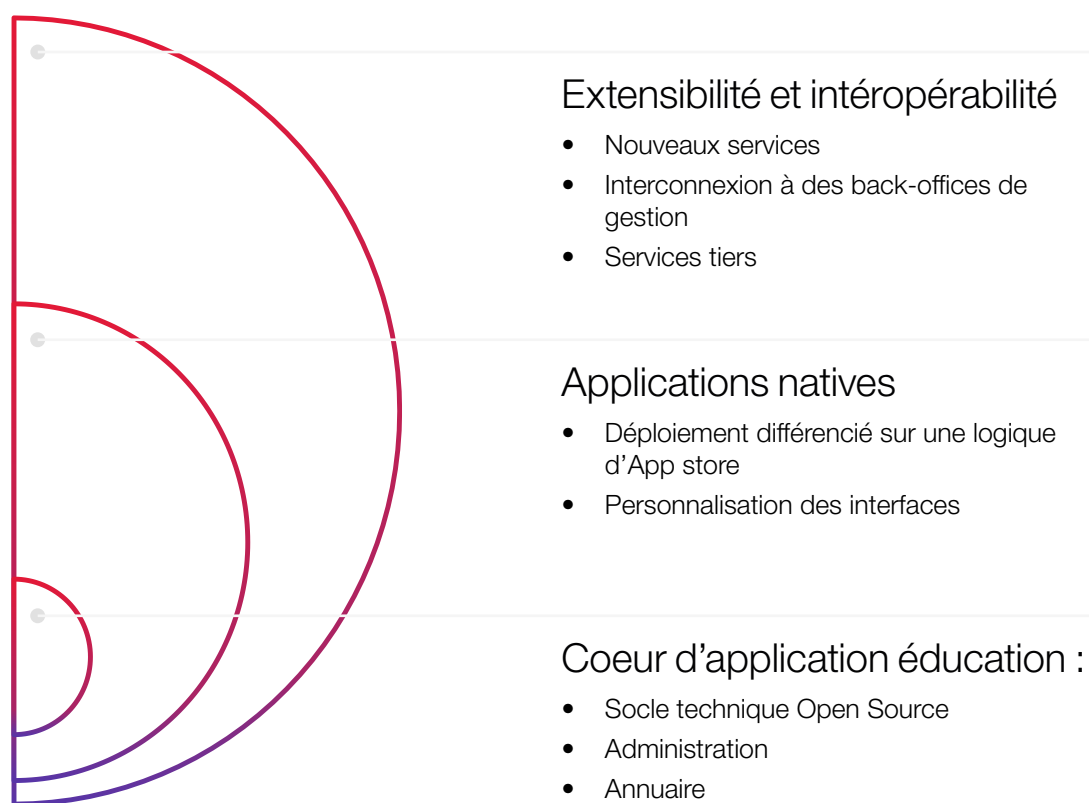 Extensibilité et intéropérabilité
• Nouveaux services
• Interconnexion à des back-offices de
gestion
• Services tiers
Applications natives
• Déploiement différencié sur une logique
d’App store
• Personnalisation des interfaces
Coeur d’application éducation :
• Socle technique Open Source
• Administration
• Annuaire